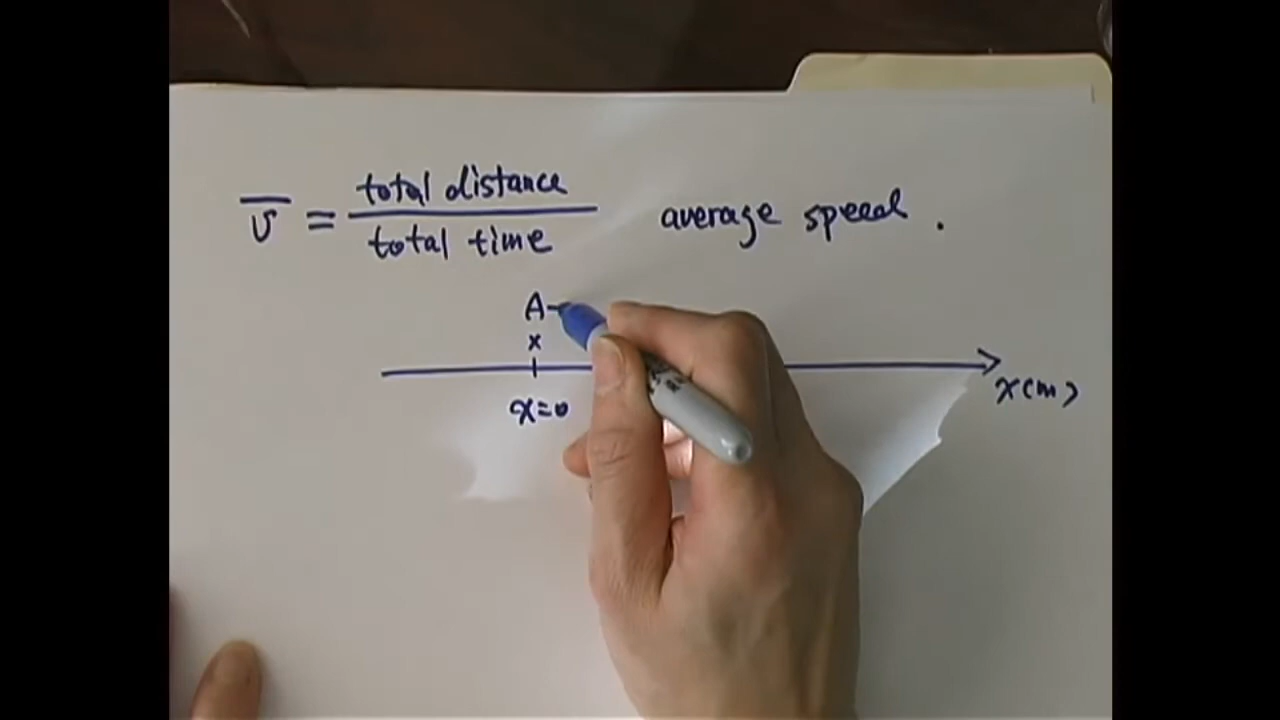 v̅ ≡ total distance / total time average speed .
A-
x
x=0
x(m)